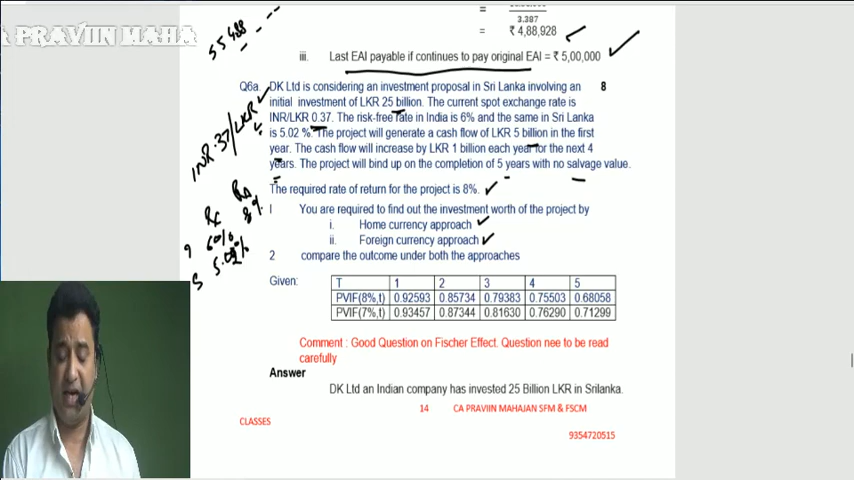 A PRAVIIN MAHA
55488
3.387
= ₹ 4,88,928
iii. Last EAI payable if continues to pay original EAI = ₹ 5,00,000
Q6a. DK Ltd is considering an investment proposal in Sri Lanka involving an 8
initial investment of LKR 25 billion. The current spot exchange rate is
INR/LKR 0.37. The risk-free rate in India is 6% and the same in Sri Lanka
is 5.02 %. The project will generate a cash flow of LKR 5 billion in the first
year. The cash flow will increase by LKR 1 billion each year for the next 4
years. The project will bind up on the completion of 5 years with no salvage value.
The required rate of return for the project is 8%.
INR .37/LKR
8%
6%
5.02%
S
I You are required to find out the investment worth of the project by
i. Home currency approach
ii. Foreign currency approach
2 compare the outcome under both the approaches
Given: T 1 2 3 4 5
PVIF(8%,t) 0.92593 0.85734 0.79383 0.75503 0.68058
PVIF(7%,t) 0.93457 0.87344 0.81630 0.76290 0.71299
Comment : Good Question on Fischer Effect. Question nee to be read
carefully
Answer
DK Ltd an Indian company has invested 25 Billion LKR in Srilanka.
14 CA PRAVIIN MAHAJAN SFM & FSCM
CLASSES
9354720515